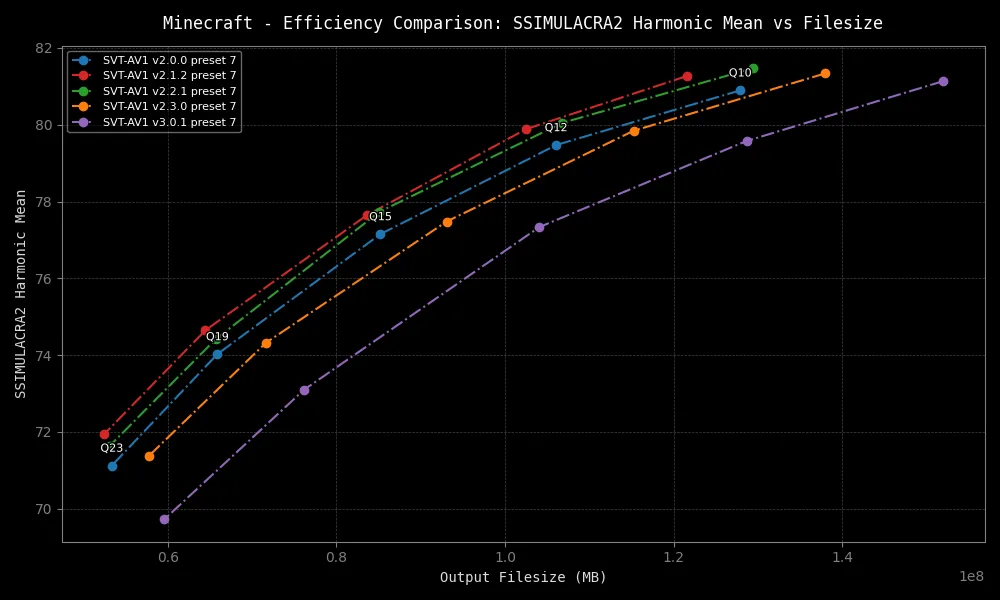 Minecraft - Efficiency Comparison: SSIMULACRA2 Harmonic Mean vs Filesize
SSIMULACRA2 Harmonic Mean
82
80
78
76
74
72
70
SVT-AV1 v2.0.0 preset 7
SVT-AV1 v2.1.2 preset 7
SVT-AV1 v2.2.1 preset 7
SVT-AV1 v2.3.0 preset 7
SVT-AV1 v3.0.1 preset 7
Q10
Q12
Q15
Q19
Q23
0.6
0.8
1.0
1.2
1.4
1e8
Output Filesize (MB)